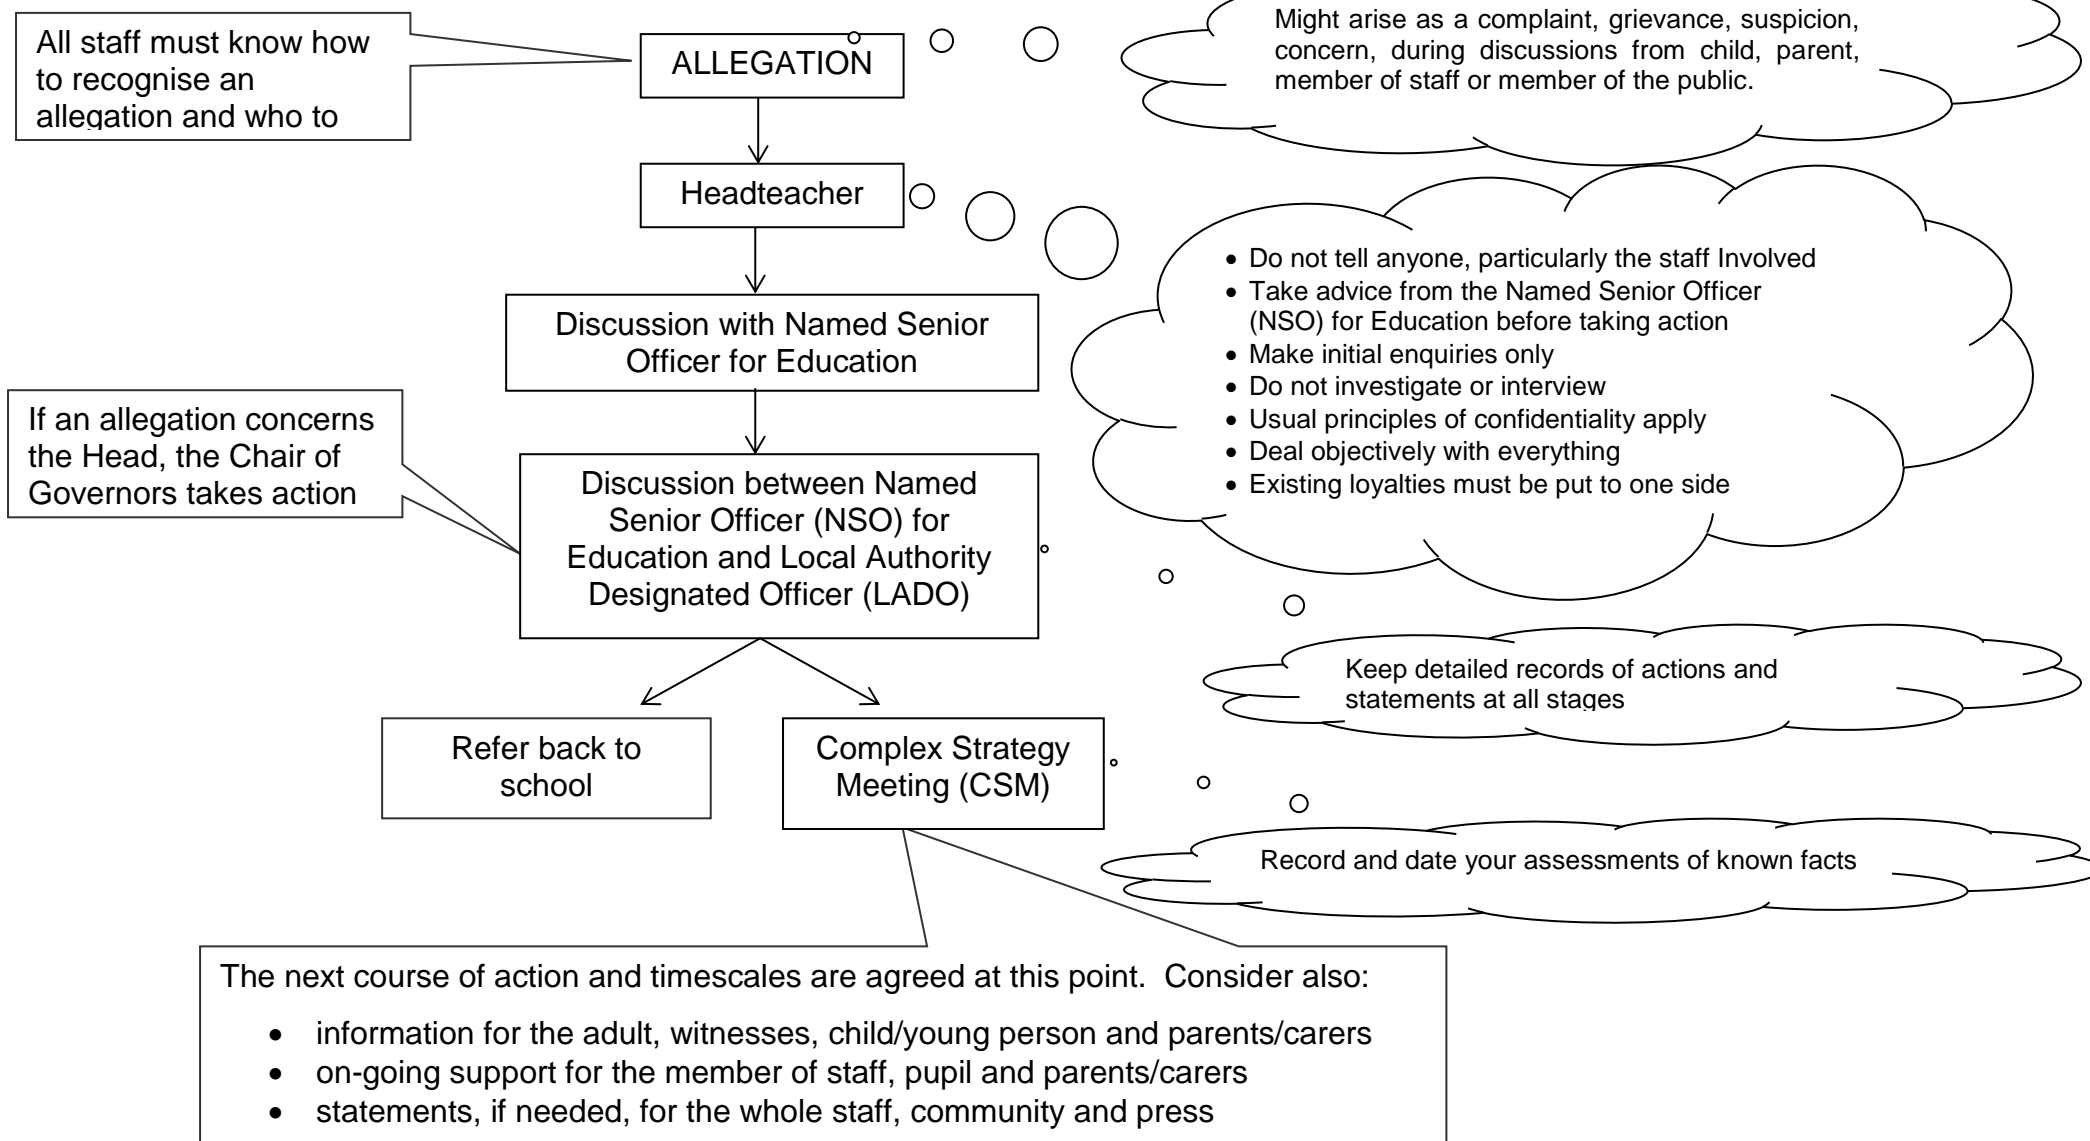 All staff must know how
to recognise an
allegation and who to
ALLEGATION
Might arise as a complaint, grievance, suspicion,
concern, during discussions from child, parent,
member of staff or member of the public.
Headteacher
• Do not tell anyone, particularly the staff Involved
• Take advice from the Named Senior Officer
(NSO) for Education before taking action
• Make initial enquiries only
• Do not investigate or interview
• Usual principles of confidentiality apply
• Deal objectively with everything
• Existing loyalties must be put to one side
Discussion with Named Senior
Officer for Education
If an allegation concerns
the Head, the Chair of
Governors takes action
Discussion between Named
Senior Officer (NSO) for
Education and Local Authority
Designated Officer (LADO)
Keep detailed records of actions and
statements at all stages
Refer back to
school
Complex Strategy
Meeting (CSM)
Record and date your assessments of known facts
The next course of action and timescales are agreed at this point. Consider also:
• information for the adult, witnesses, child/young person and parents/carers
• on-going support for the member of staff, pupil and parents/carers
• statements, if needed, for the whole staff, community and press